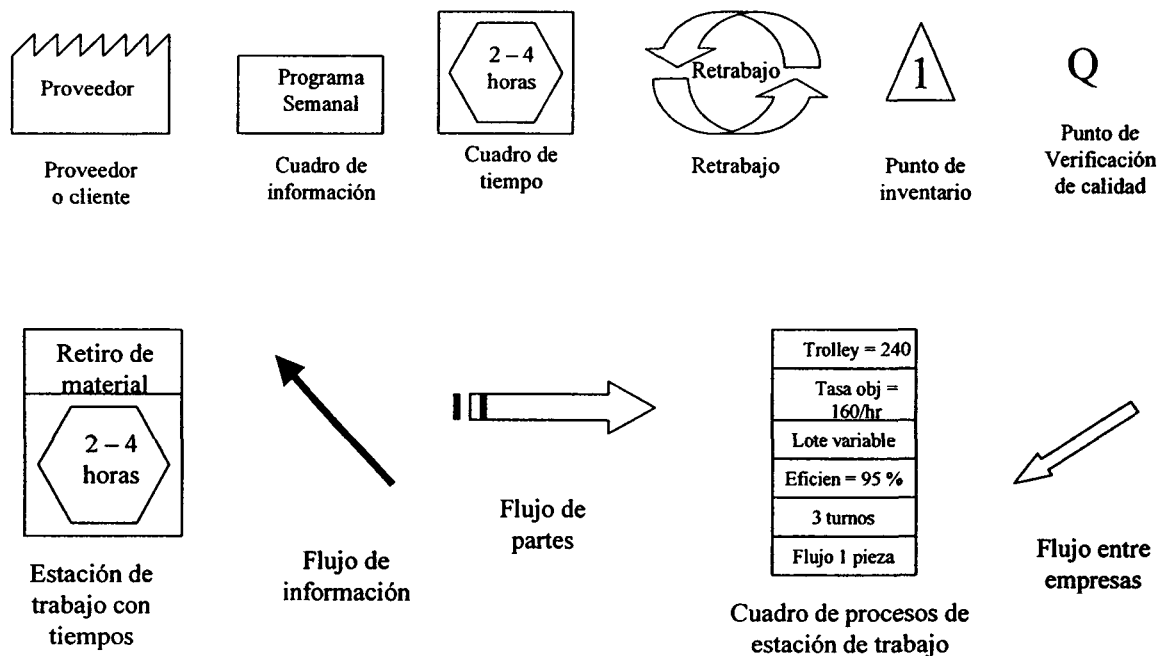 Proveedor
Proveedor
o cliente
Programa
Semanal
Cuadro de
información
2 – 4
horas
Cuadro de
tiempo
Retrabajo
Retrabajo
1
Punto de
inventario
Q
Punto de
Verificación
de calidad
Retiro de
material
2 – 4
horas
Estación de
trabajo con
tiempos
Flujo de
información
Flujo de
partes
Trolley = 240
Tasa obj =
160/hr
Lote variable
Eficien = 95 %
3 turnos
Flujo 1 pieza
Cuadro de procesos de
estación de trabajo
Flujo entre
empresas